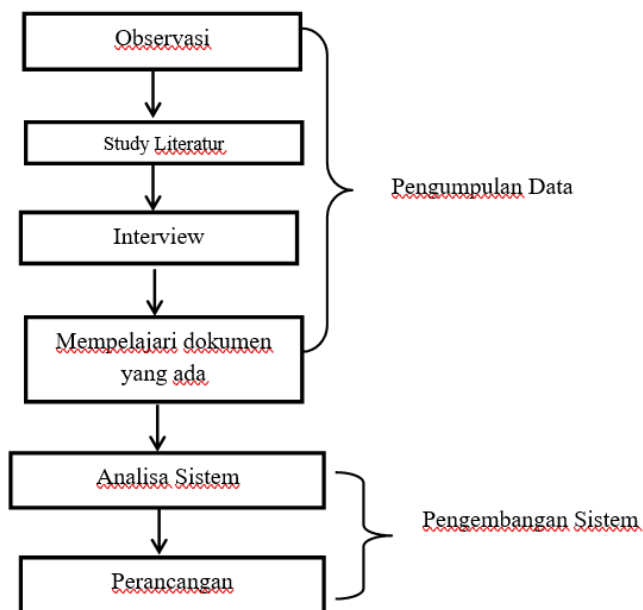 Observasi
Study Literatur
Interview
Pengumpulan Data
Mempelajari dokumen
yang ada
Analisa Sistem
Pengembangan Sistem
Perancangan